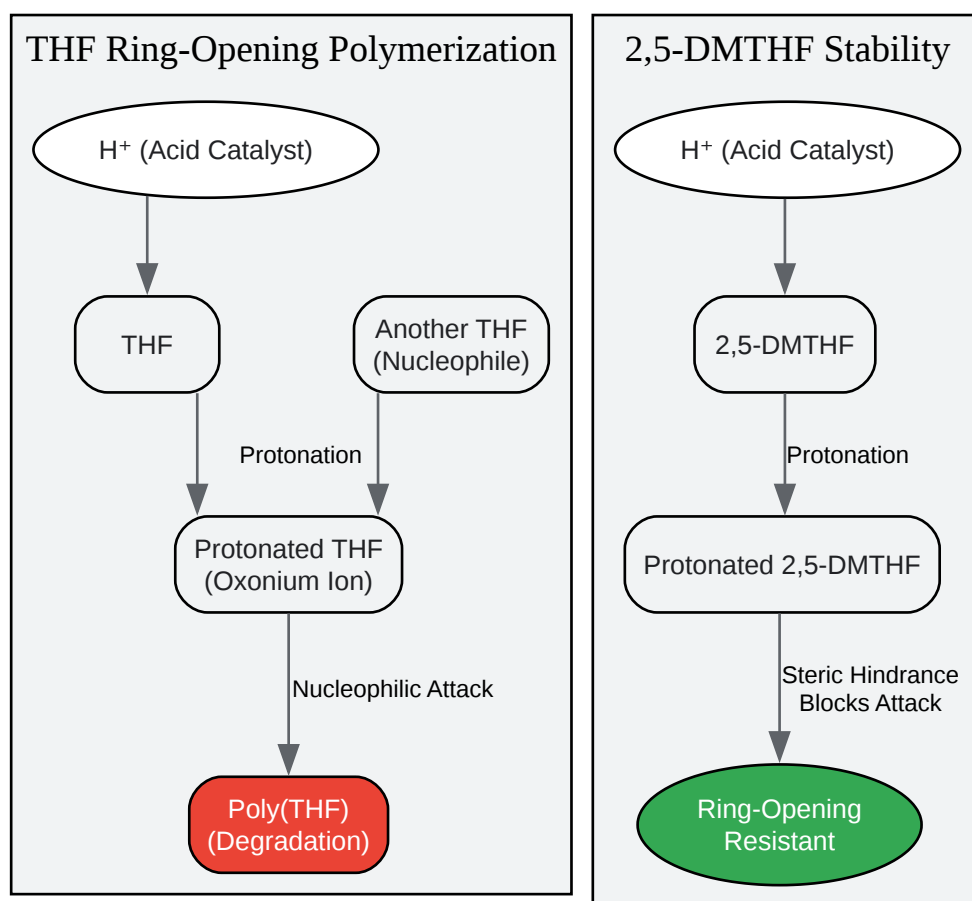 THF Ring-Opening Polymerization
H⁺ (Acid Catalyst)
THF
Another THF
(Nucleophile)
Protonation
Protonated THF
(Oxonium Ion)
Nucleophilic Attack
Poly(THF)
(Degradation)
2,5-DMTHF Stability
H⁺ (Acid Catalyst)
2,5-DMTHF
Protonation
Protonated 2,5-DMTHF
Steric Hindrance
Blocks Attack
Ring-Opening
Resistant